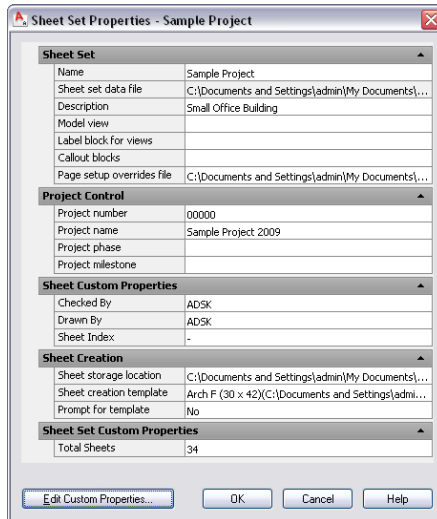 Sheet Set Properties - Sample Project
Sheet Set
Name Sample Project
Sheet set data file C:\Documents and Settings\admin\My Documents\...
Description Small Office Building
Model view
Label block for views
Callout blocks
Page setup overrides file C:\Documents and Settings\admin\My Documents\...
Project Control
Project number 00000
Project name Sample Project 2009
Project phase
Project milestone
Sheet Custom Properties
Checked By ADSK
Drawn By ADSK
Sheet Index -
Sheet Creation
Sheet storage location C:\Documents and Settings\admin\My Documents\...
Sheet creation template Arch F (30 x 42)(C:\Documents and Settings\admi...
Prompt for template No
Sheet Set Custom Properties
Total Sheets 34
Edit Custom Properties... OK Cancel Help